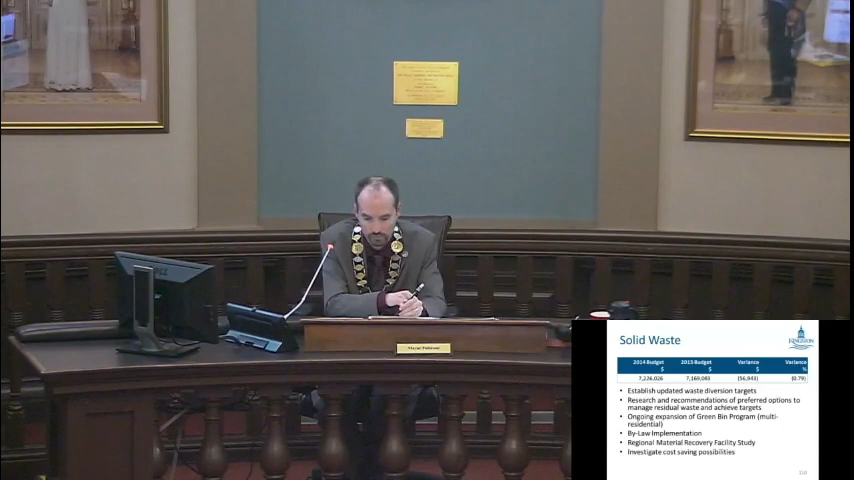 DELL
Mayor Paterson
Solid Waste
KINGSTON
2014 Budget 2015 Budget Variance Variance
$ $ $ %
7,226,026 7,169,083 (56,943) (0.79)
• Establish updated waste diversion targets
• Research and recommendations of preferred options to
manage residual waste and achieve targets
• Ongoing expansion of Green Bin Program (multi-
residential)
• By-Law Implementation
• Regional Material Recovery Facility Study
• Investigate cost saving possibilities